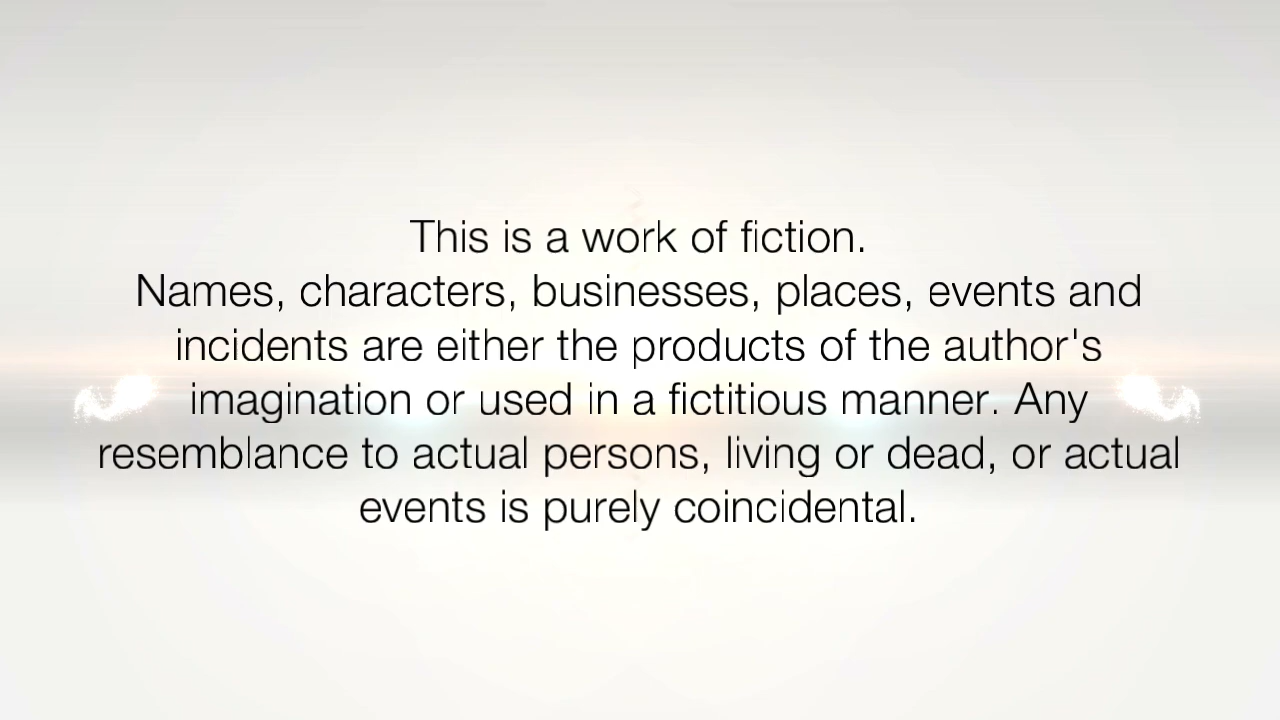 This is a work of fiction.
Names, characters, businesses, places, events and
incidents are either the products of the author's
imagination or used in a fictitious manner. Any
resemblance to actual persons, living or dead, or actual
events is purely coincidental.